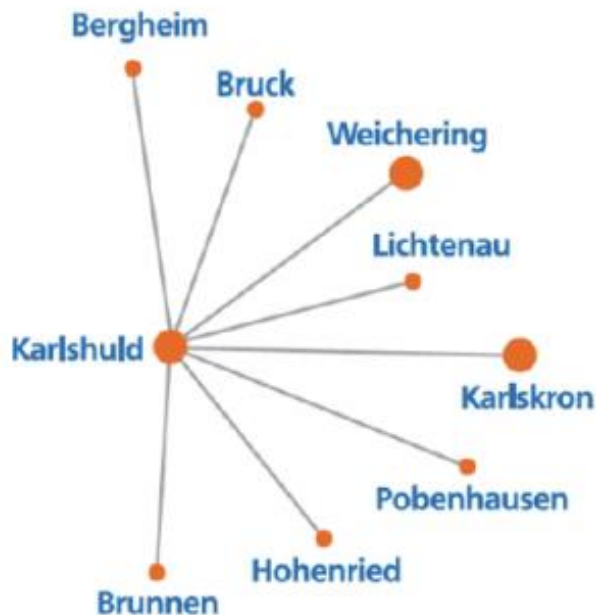 Bergheim
Bruck
Weichering
Lichtenau
Karlshuld
Karlskron
Pobenhausen
Hohenried
Brunnen